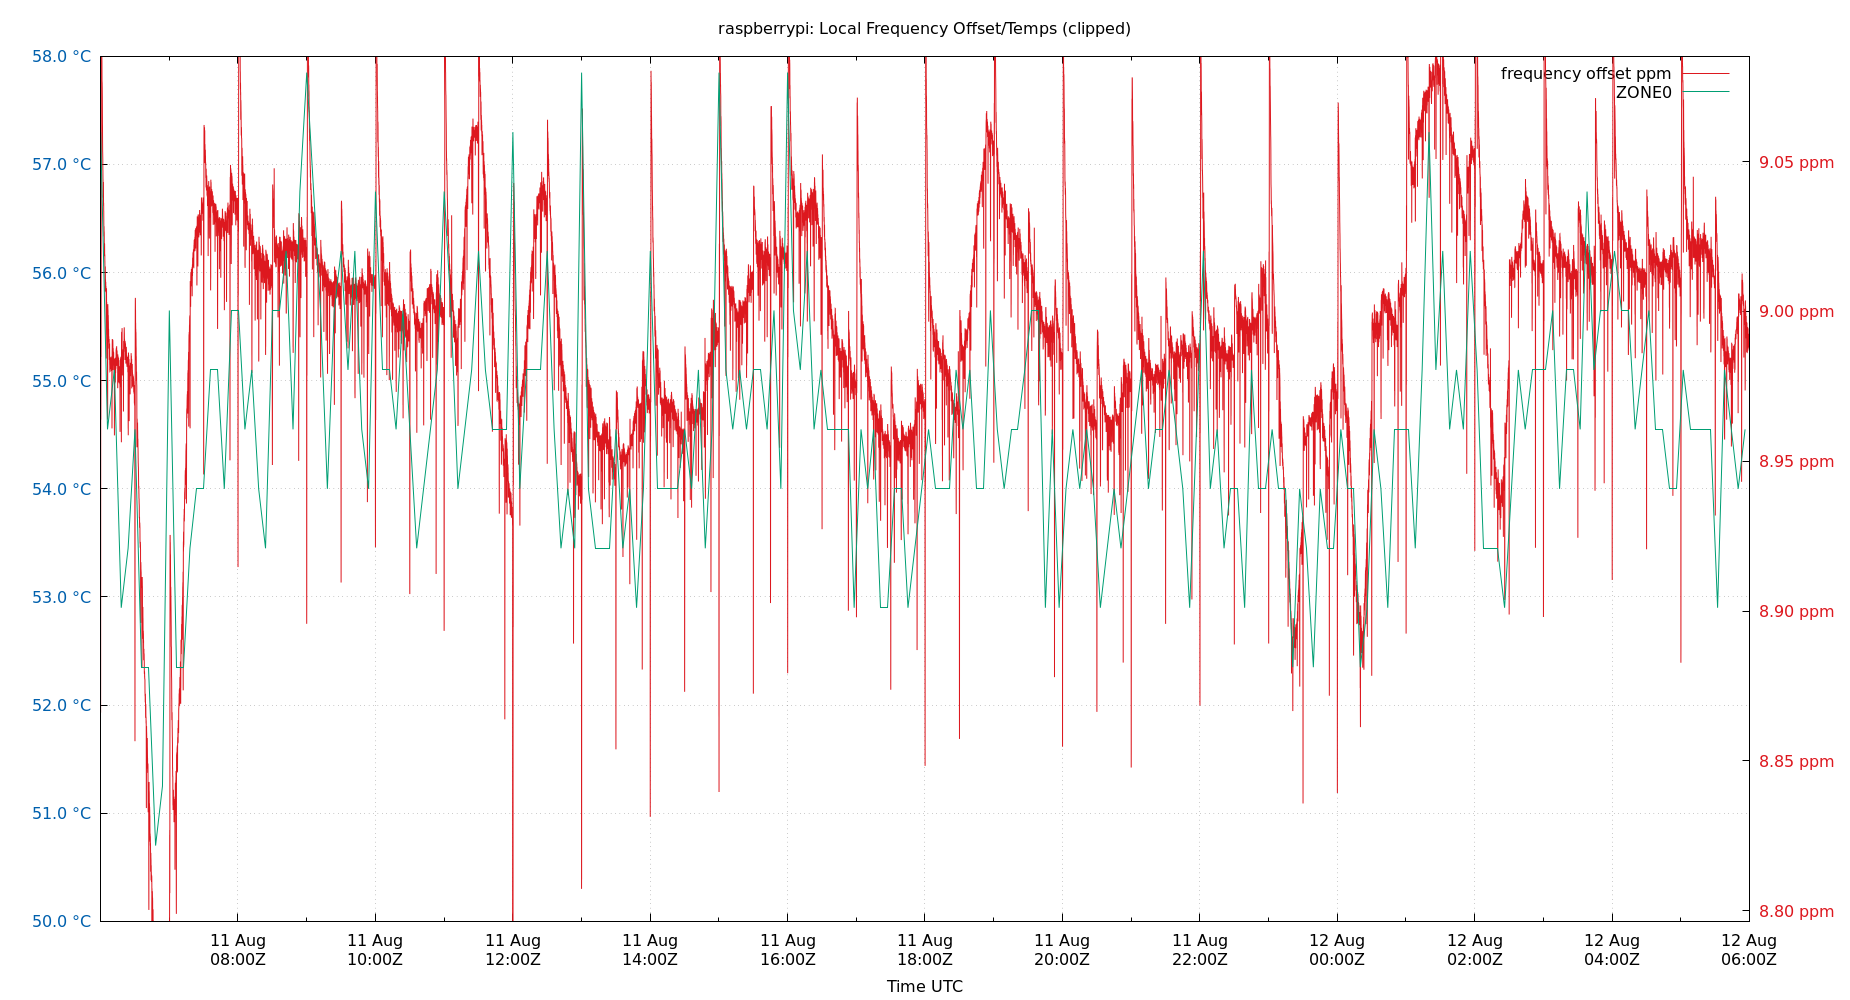 raspberrypi: Local Frequency Offset/Temps (clipped)
frequency offset ppm
ZONE0
58.0 °C
57.0 °C
56.0 °C
55.0 °C
54.0 °C
53.0 °C
52.0 °C
51.0 °C
50.0 °C
9.05 ppm
9.00 ppm
8.95 ppm
8.90 ppm
8.85 ppm
8.80 ppm
11 Aug
08:00Z
11 Aug
10:00Z
11 Aug
12:00Z
11 Aug
14:00Z
11 Aug
16:00Z
11 Aug
18:00Z
11 Aug
20:00Z
11 Aug
22:00Z
12 Aug
00:00Z
12 Aug
02:00Z
12 Aug
04:00Z
12 Aug
06:00Z
Time UTC